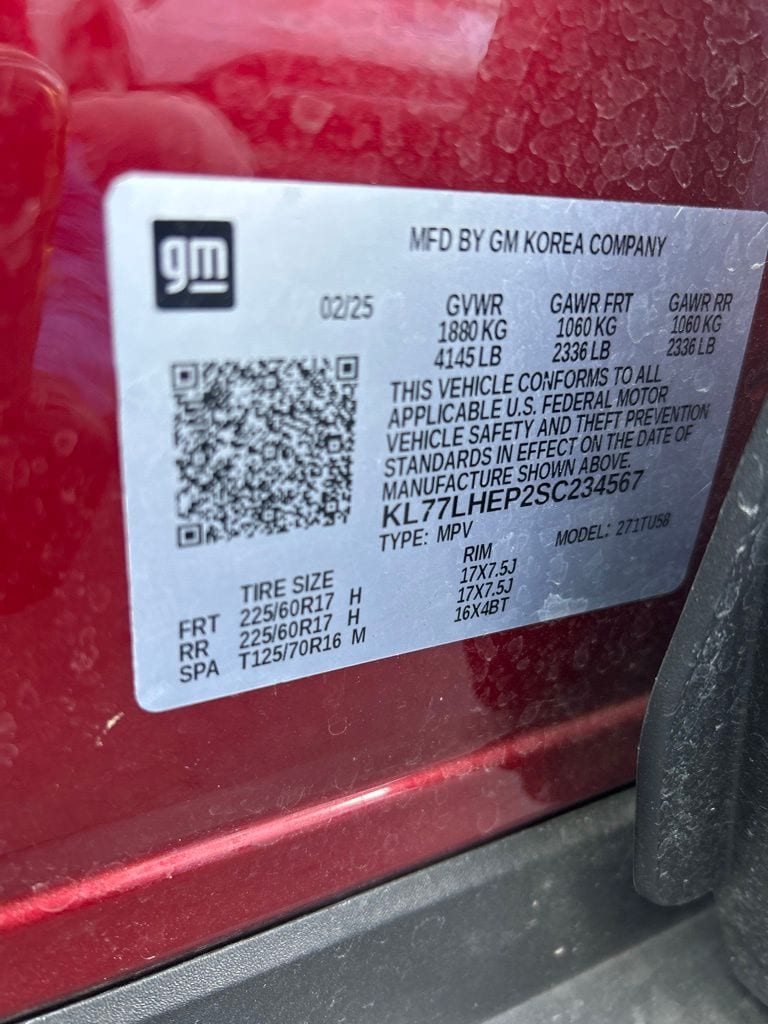 gm
MFD BY GM KOREA COMPANY
02/25 GVWR GAWR FRT GAWR RR
1880 KG 1060 KG 1060 KG
4145 LB 2336 LB 2336 LB
THIS VEHICLE CONFORMS TO ALL
APPLICABLE U.S. FEDERAL MOTOR
VEHICLE SAFETY AND THEFT PREVENTION
STANDARDS IN EFFECT ON THE DATE OF
MANUFACTURE SHOWN ABOVE.
KL77LHEP2SC234567
TYPE: MPV MODEL: 271TU58
TIRE SIZE RIM
FRT 225/60R17 H 17X7.5J
RR 225/60R17 H 17X7.5J
SPA T125/70R16 M 16X4BT